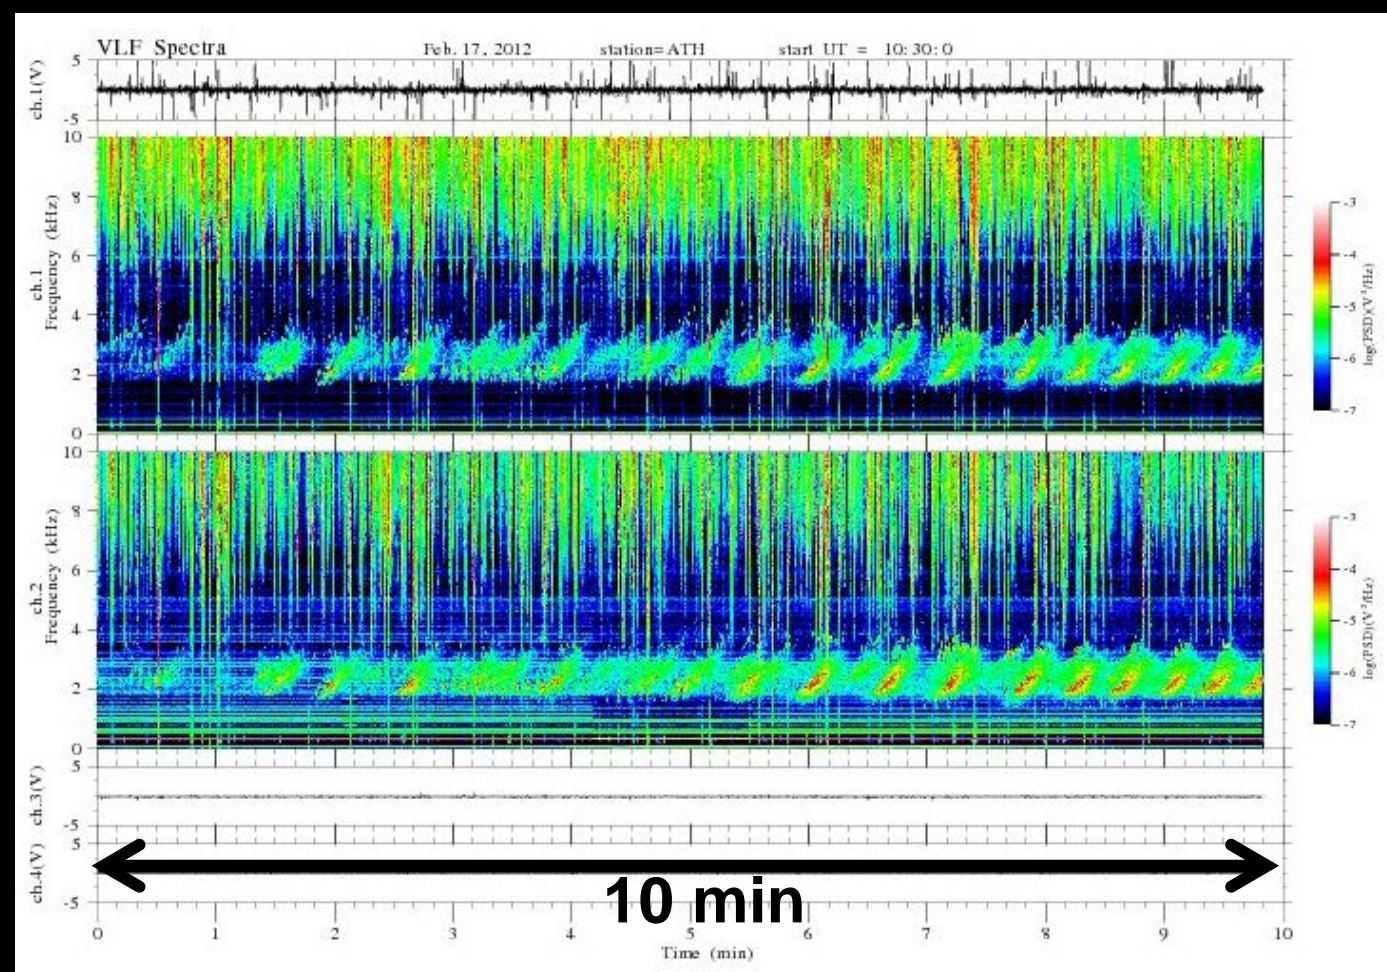 VLF Spectra Feb. 17, 2012 station=ATH start UT = 10:30:0
ch.1(V)
5
-5
ch.1
Frequency (kHz)
10
8
6
4
2
0
-3
-4
-5
-6
-7
log(PSD)(V²/Hz)
ch.2
Frequency (kHz)
10
8
6
4
2
0
-3
-4
-5
-6
-7
log(PSD)(V²/Hz)
ch.3(V)
5
-5
ch.4(V)
5
-5
10 min
0 1 2 3 4 5 6 7 8 9 10
Time (min)